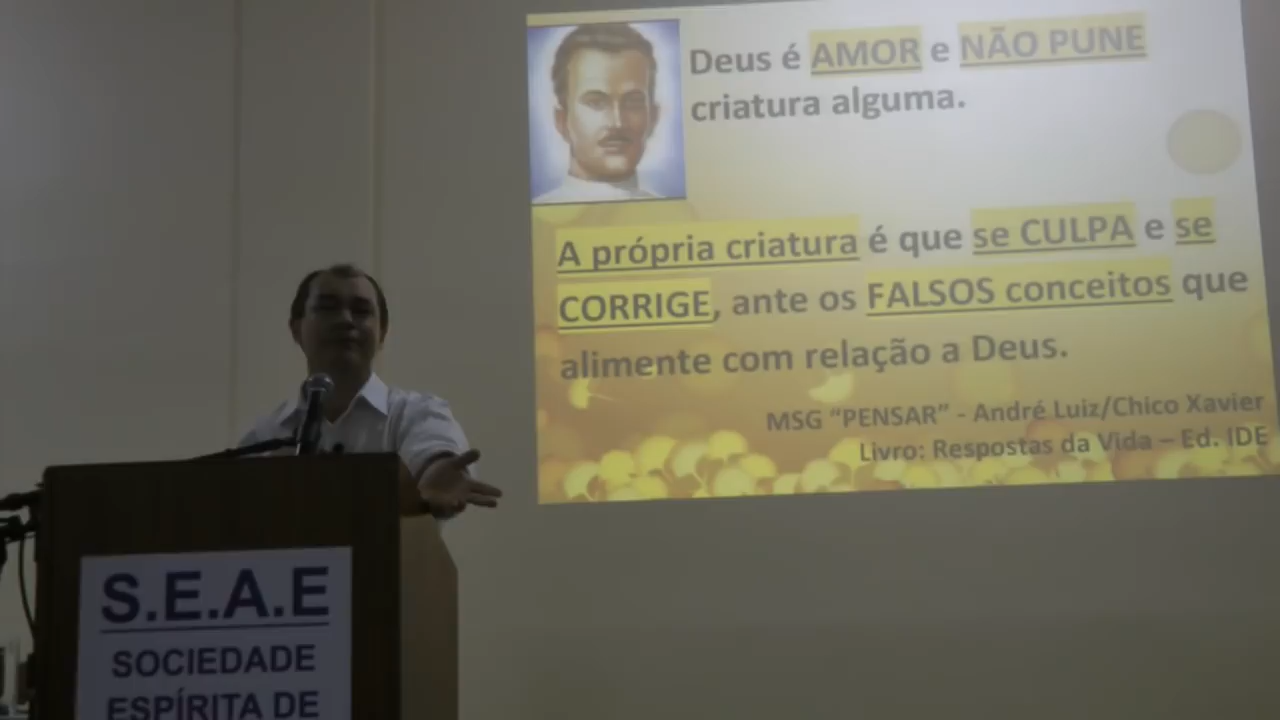 Deus é AMOR e NÃO PUNE
criatura alguma.
A própria criatura é que se CULPA e se
CORRIGE, ante os FALSOS conceitos que
alimente com relação a Deus.
MSG “PENSAR” - André Luiz/Chico Xavier
Livro: Respostas da Vida – Ed. IDE
S.E.A.E
SOCIEDADE
ESPÍRITA DE